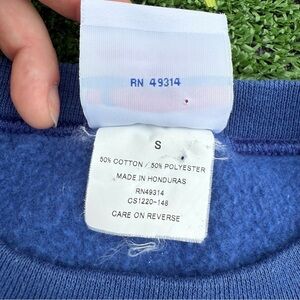 RN 49314
S
50% COTTON / 50% POLYESTER
MADE IN HONDURAS
RN49314
CS1220-148
CARE ON REVERSE